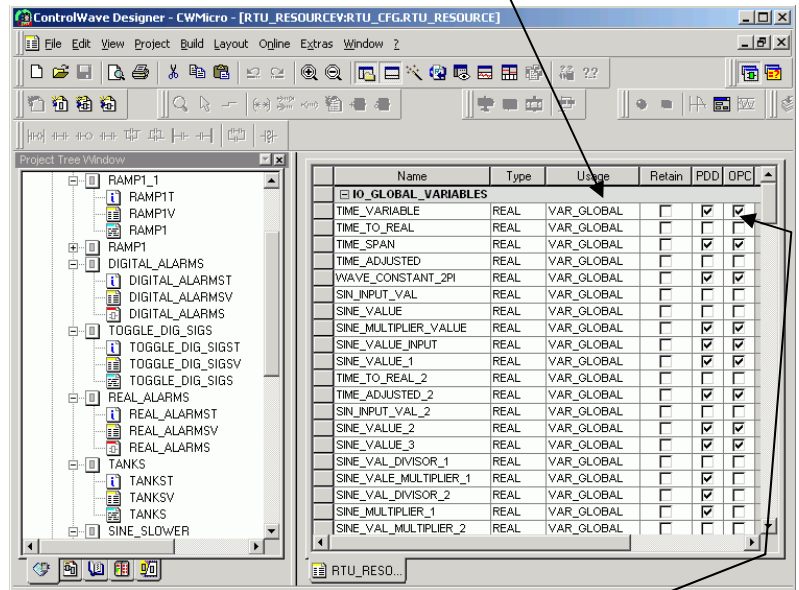 ControlWave Designer - CWMicro - [RTU_RESOURCEV:RTU_CFG.RTU_RESOURCE]
File Edit View Project Build Layout Online Extras Window ?
Project Tree Window
RAMP1_1
RAMP1T
RAMP1V
RAMP1
RAMP1
DIGITAL_ALARMS
DIGITAL_ALARMST
DIGITAL_ALARMSV
DIGITAL_ALARMS
TOGGLE_DIG_SIGS
TOGGLE_DIG_SIGST
TOGGLE_DIG_SIGSV
TOGGLE_DIG_SIGS
REAL_ALARMS
REAL_ALARMST
REAL_ALARMSV
REAL_ALARMS
TANKS
TANKST
TANKSV
TANKS
SINE_SLOWER
Name Type Usage Retain PDD OPC
IO_GLOBAL_VARIABLES
TIME_VARIABLE REAL VAR_GLOBAL
TIME_TO_REAL REAL VAR_GLOBAL
TIME_SPAN REAL VAR_GLOBAL
TIME_ADJUSTED REAL VAR_GLOBAL
WAVE_CONSTANT_2PI REAL VAR_GLOBAL
SIN_INPUT_VAL REAL VAR_GLOBAL
SINE_VALUE REAL VAR_GLOBAL
SINE_MULTIPLIER_VALUE REAL VAR_GLOBAL
SINE_VALUE_INPUT REAL VAR_GLOBAL
SINE_VALUE_1 REAL VAR_GLOBAL
TIME_TO_REAL_2 REAL VAR_GLOBAL
TIME_ADJUSTED_2 REAL VAR_GLOBAL
SIN_INPUT_VAL_2 REAL VAR_GLOBAL
SINE_VALUE_2 REAL VAR_GLOBAL
SINE_VALUE_3 REAL VAR_GLOBAL
SINE_VAL_DIVISOR_1 REAL VAR_GLOBAL
SINE_VALE_MULTIPLIER_1 REAL VAR_GLOBAL
SINE_VAL_DIVISOR_2 REAL VAR_GLOBAL
SINE_MULTIPLIER_1 REAL VAR_GLOBAL
SINE_VAL_MULTIPLIER_2 REAL VAR_GLOBAL
RTU_RESO...